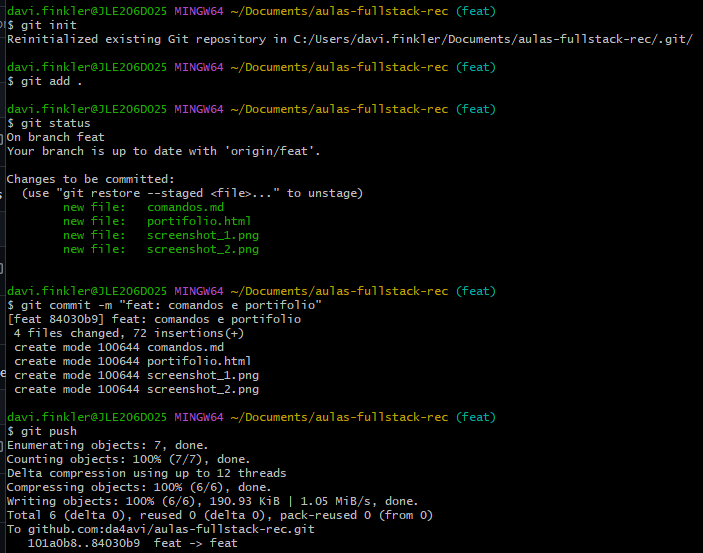 davi.finkler@JLE206D025 MINGW64 ~/Documents/aulas-fullstack-rec (feat)
$ git init
Reinitialized existing Git repository in C:/Users/davi.finkler/Documents/aulas-fullstack-rec/.git/
davi.finkler@JLE206D025 MINGW64 ~/Documents/aulas-fullstack-rec (feat)
$ git add .
davi.finkler@JLE206D025 MINGW64 ~/Documents/aulas-fullstack-rec (feat)
$ git status
On branch feat
Your branch is up to date with 'origin/feat'.
Changes to be committed:
  (use "git restore --staged <file>..." to unstage)
        new file:   comandos.md
        new file:   portifolio.html
        new file:   screenshot_1.png
        new file:   screenshot_2.png
davi.finkler@JLE206D025 MINGW64 ~/Documents/aulas-fullstack-rec (feat)
$ git commit -m "feat: comandos e portifolio"
[feat 84030b9] feat: comandos e portifolio
 4 files changed, 72 insertions(+)
 create mode 100644 comandos.md
 create mode 100644 portifolio.html
 create mode 100644 screenshot_1.png
 create mode 100644 screenshot_2.png
davi.finkler@JLE206D025 MINGW64 ~/Documents/aulas-fullstack-rec (feat)
$ git push
Enumerating objects: 7, done.
Counting objects: 100% (7/7), done.
Delta compression using up to 12 threads
Compressing objects: 100% (6/6), done.
Writing objects: 100% (6/6), 190.93 KiB | 1.05 MiB/s, done.
Total 6 (delta 0), reused 0 (delta 0), pack-reused 0 (from 0)
To github.com:da4avi/aulas-fullstack-rec.git
   101a0b8..84030b9  feat -> feat